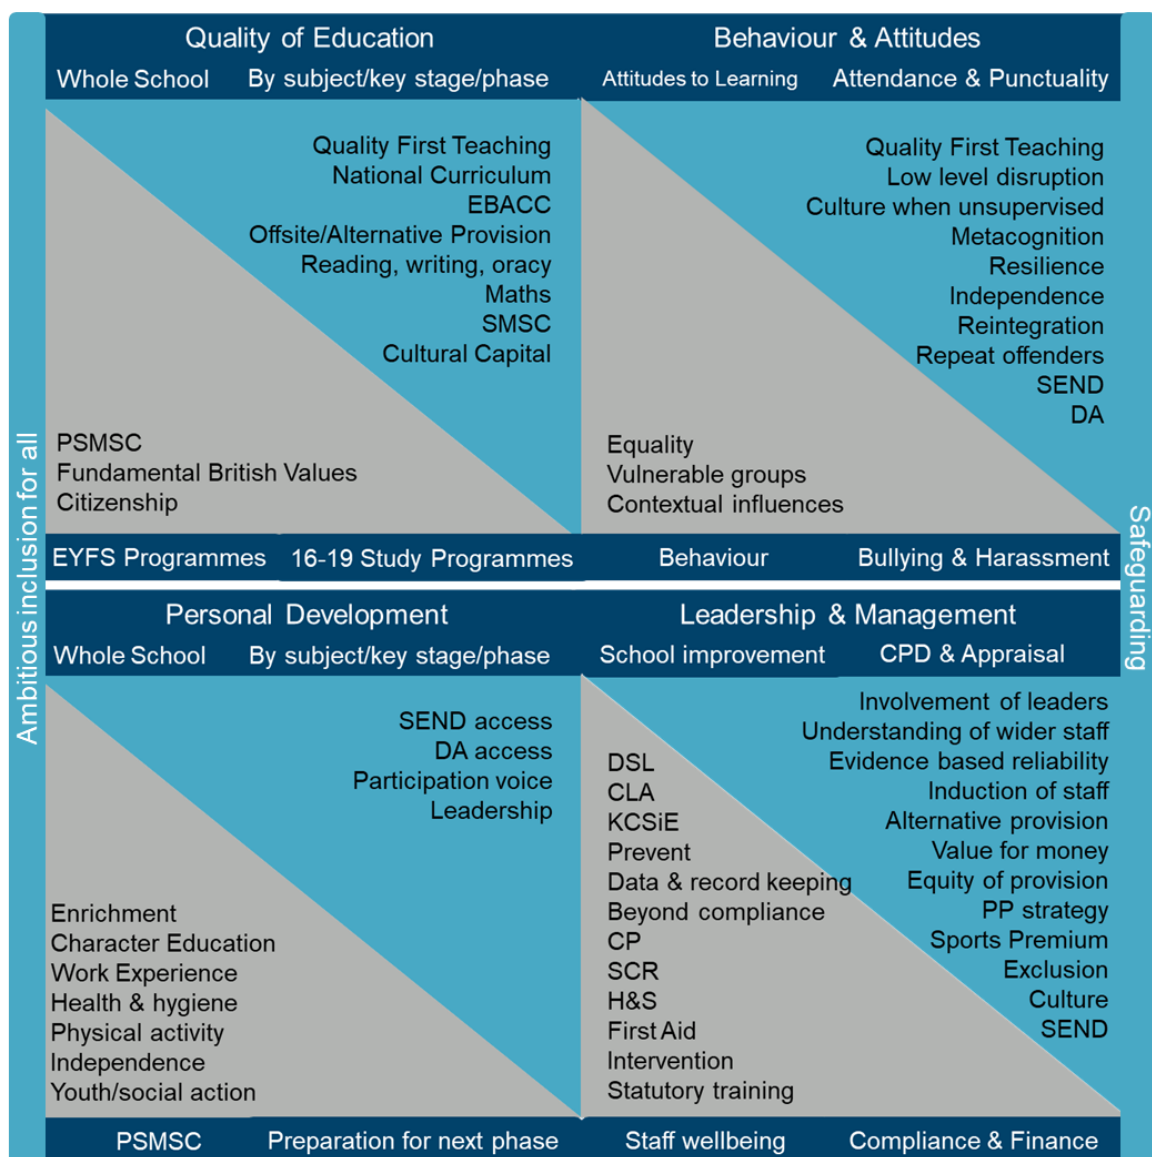 Ambitious inclusion for all
Quality of Education
Whole School
By subject/key stage/phase
Quality First Teaching
National Curriculum
EBACC
Offsite/Alternative Provision
Reading, writing, oracy
Maths
SMSC
Cultural Capital
PSMSC
Fundamental British Values
Citizenship
EYFS Programmes
16-19 Study Programmes
Behaviour & Attitudes
Attitudes to Learning
Attendance & Punctuality
Quality First Teaching
Low level disruption
Culture when unsupervised
Metacognition
Resilience
Independence
Reintegration
Repeat offenders
SEND
DA
Equality
Vulnerable groups
Contextual influences
Behaviour
Bullying & Harassment
Personal Development
Whole School
By subject/key stage/phase
SEND access
DA access
Participation voice
Leadership
Enrichment
Character Education
Work Experience
Health & hygiene
Physical activity
Independence
Youth/social action
PSMSC
Preparation for next phase
Leadership & Management
School improvement
CPD & Appraisal
Involvement of leaders
Understanding of wider staff
Evidence based reliability
Induction of staff
Alternative provision
Value for money
Equity of provision
PP strategy
Sports Premium
Exclusion
Culture
SEND
DSL
CLA
KCSiE
Prevent
Data & record keeping
Beyond compliance
CP
SCR
H&S
First Aid
Intervention
Statutory training
Staff wellbeing
Compliance & Finance
Safeguarding